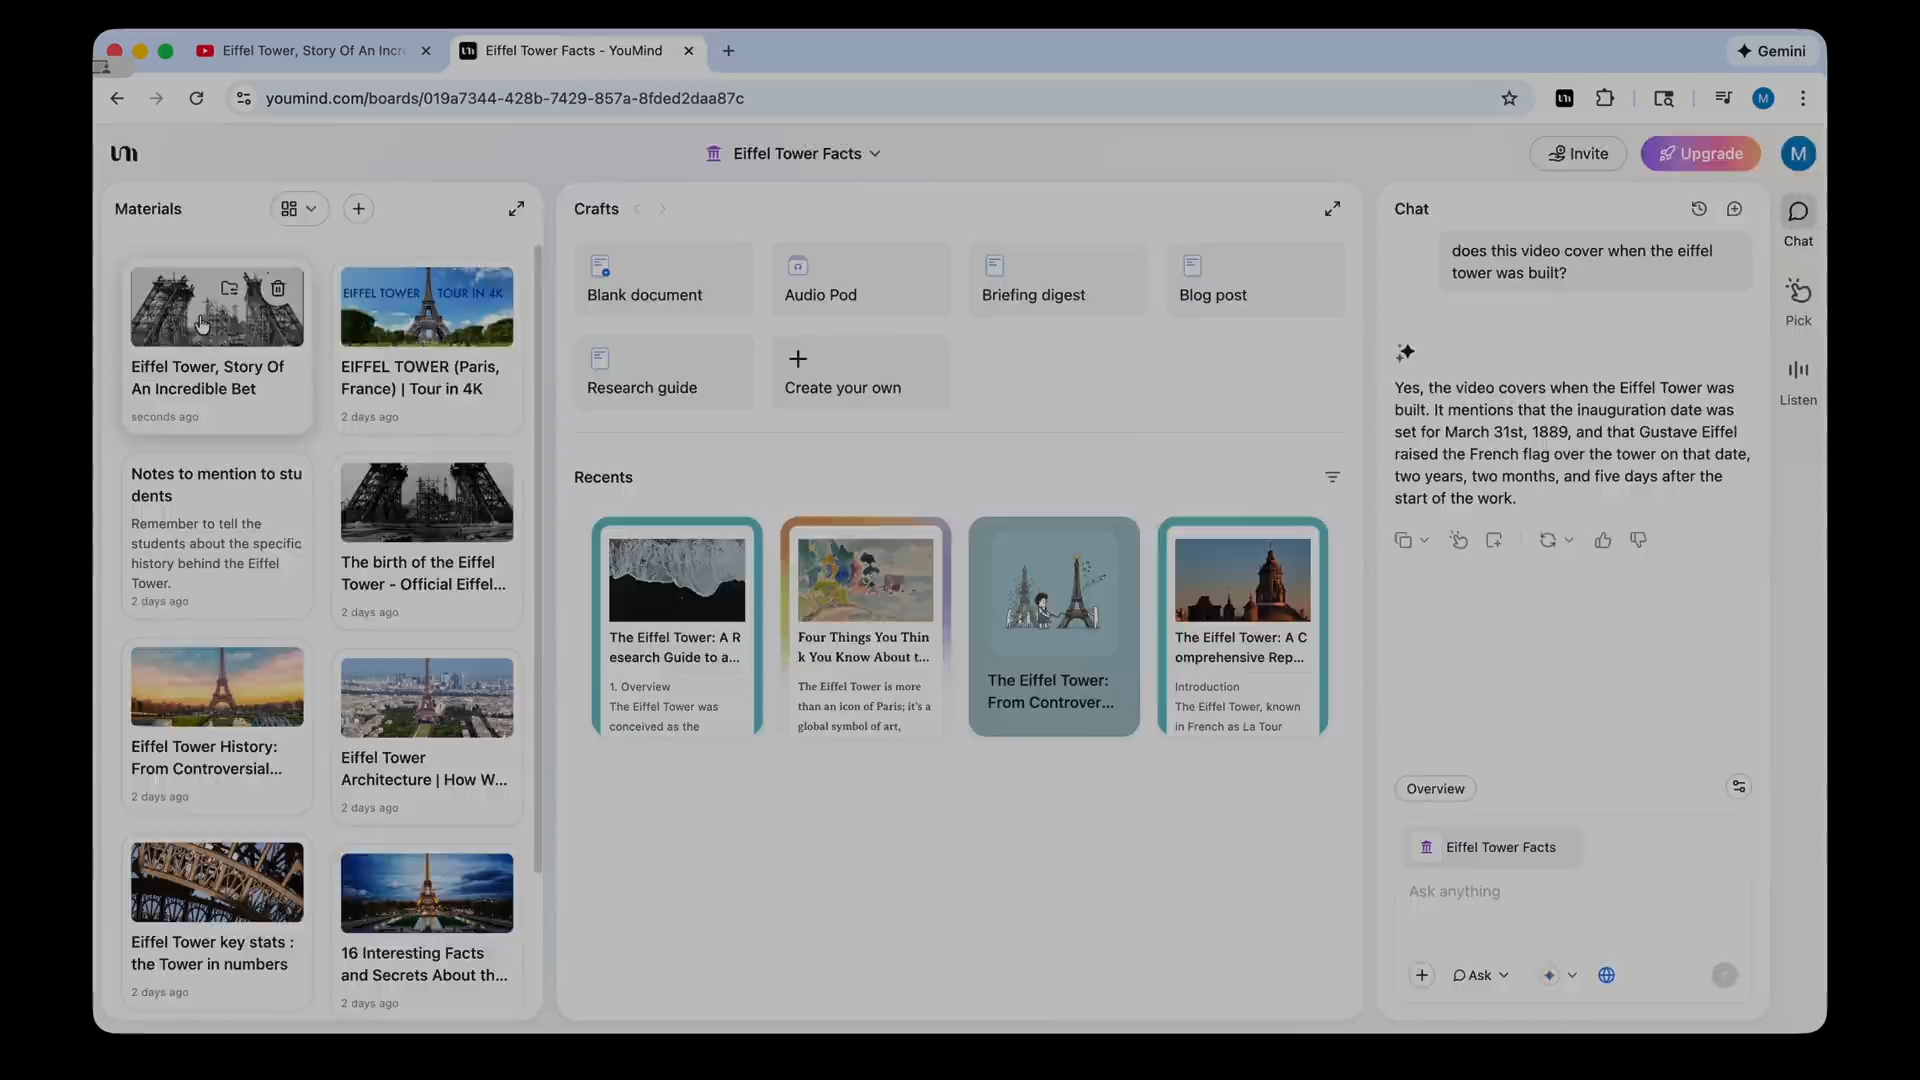 Eiffel Tower, Story Of An Incre
Eiffel Tower Facts - YouMind
Gemini
youmind.com/boards/019a7344-428b-7429-857a-8fded2daa87c
M
Eiffel Tower Facts
Invite
Upgrade
M
Materials
EIFFEL TOWER TOUR IN 4K
Eiffel Tower, Story Of
An Incredible Bet
seconds ago
EIFFEL TOWER (Paris,
France) | Tour in 4K
2 days ago
Notes to mention to stu
dents
Remember to tell the
students about the specific
history behind the Eiffel
Tower.
2 days ago
The birth of the Eiffel
Tower - Official Eiffel...
2 days ago
Eiffel Tower History:
From Controversial...
2 days ago
Eiffel Tower
Architecture | How W...
2 days ago
Eiffel Tower key stats :
the Tower in numbers
2 days ago
16 Interesting Facts
and Secrets About th...
2 days ago
Crafts
Blank document
Audio Pod
Briefing digest
Blog post
Research guide
Create your own
Recents
The Eiffel Tower: A R
esearch Guide to a...
1. Overview
The Eiffel Tower was
conceived as the
Four Things You Thin
k You Know About t...
The Eiffel Tower is more
than an icon of Paris; it's a
global symbol of art,
The Eiffel Tower:
From Controver...
The Eiffel Tower: A C
omprehensive Rep...
Introduction
The Eiffel Tower, known
in French as La Tour
Chat
does this video cover when the eiffel
tower was built?
Yes, the video covers when the Eiffel Tower was
built. It mentions that the inauguration date was
set for March 31st, 1889, and that Gustave Eiffel
raised the French flag over the tower on that date,
two years, two months, and five days after the
start of the work.
Overview
Eiffel Tower Facts
Ask anything
Ask
Chat
Pick
Listen